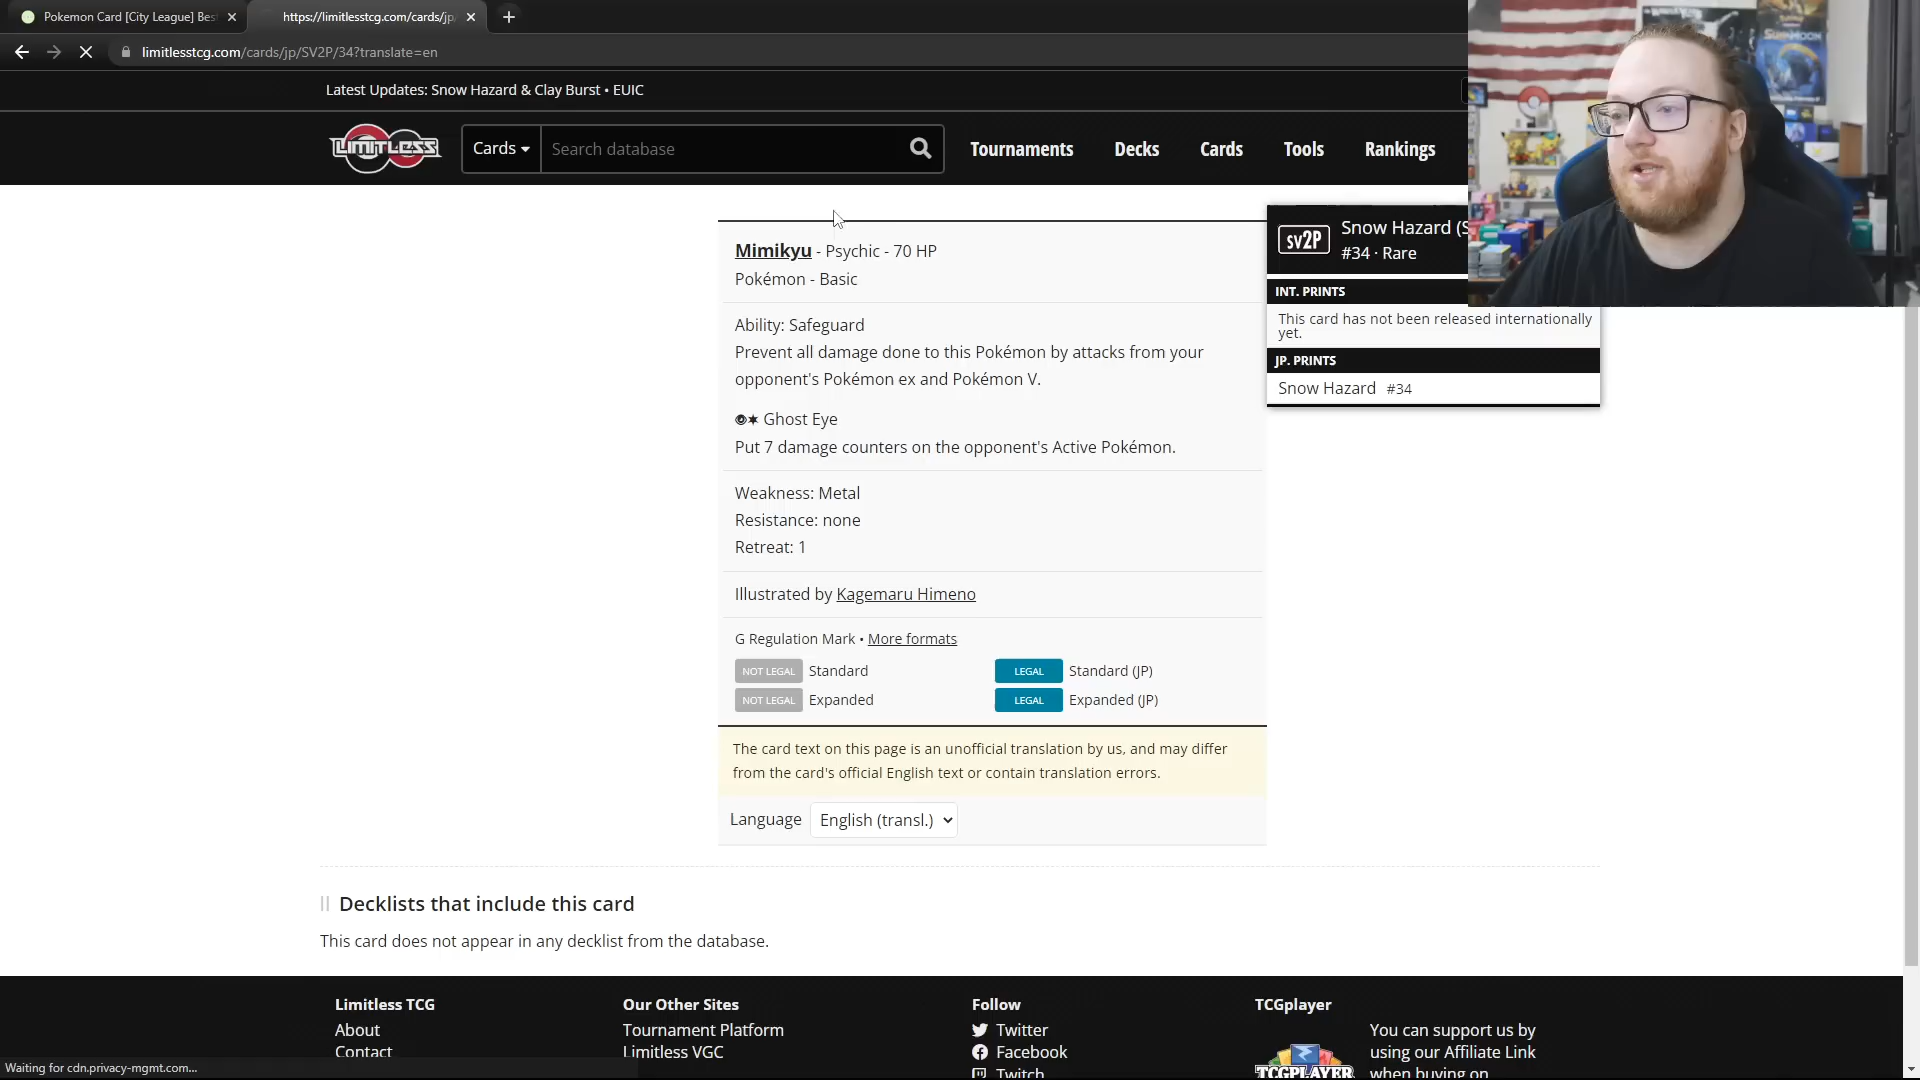 Pokemon Card [City League] Bes
https://limitlesstcg.com/cards/jp/
limitlesstcg.com/cards/jp/SV2P/34?translate=en
Latest Updates: Snow Hazard & Clay Burst • EUIC
LIMITLESS
Cards
Search database
Tournaments
Decks
Cards
Tools
Rankings
Mimikyu - Psychic - 70 HP
Pokémon - Basic
Ability: Safeguard
Prevent all damage done to this Pokémon by attacks from your
opponent's Pokémon ex and Pokémon V.
Ghost Eye
Put 7 damage counters on the opponent's Active Pokémon.
Weakness: Metal
Resistance: none
Retreat: 1
Illustrated by Kagemaru Himeno
G Regulation Mark • More formats
NOT LEGAL Standard
LEGAL Standard (JP)
NOT LEGAL Expanded
LEGAL Expanded (JP)
The card text on this page is an unofficial translation by us, and may differ
from the card's official English text or contain translation errors.
Language English (transl.)
SV2P
Snow Hazard (S
#34 · Rare
INT. PRINTS
This card has not been released internationally
yet.
JP. PRINTS
Snow Hazard #34
Decklists that include this card
This card does not appear in any decklist from the database.
Limitless TCG
About
Contact
Our Other Sites
Tournament Platform
Limitless VGC
Follow
Twitter
Facebook
Twitch
TCGplayer
TCGPLAYER
You can support us by
using our Affiliate Link
when buying on
Waiting for cdn.privacy-mgmt.com...